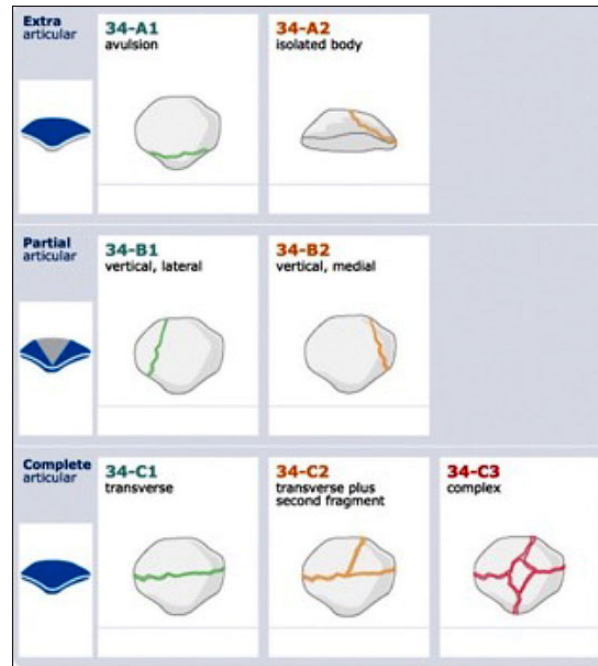 Extra
articular
34-A1
avulsion
34-A2
isolated body
Partial
articular
34-B1
vertical, lateral
34-B2
vertical, medial
Complete
articular
34-C1
transverse
34-C2
transverse plus
second fragment
34-C3
complex